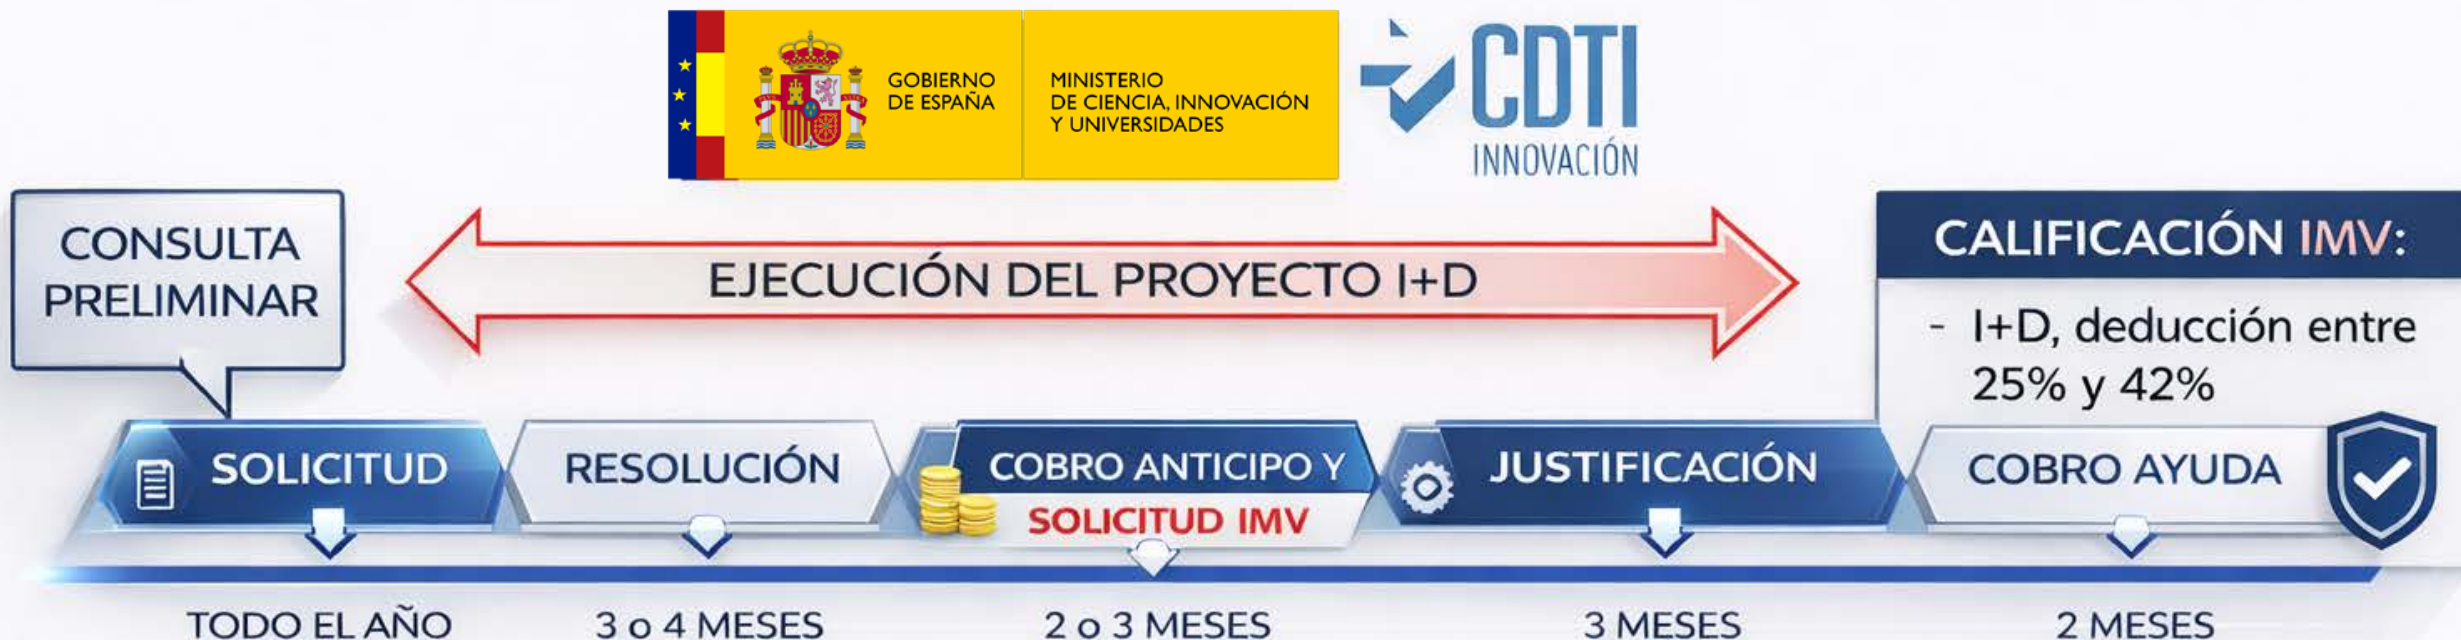 GOBIERNO
DE ESPAÑA
MINISTERIO
DE CIENCIA, INNOVACIÓN
Y UNIVERSIDADES
CDTI
INNOVACIÓN
CONSULTA
PRELIMINAR
EJECUCIÓN DEL PROYECTO I+D
CALIFICACIÓN IMV:
- I+D, deducción entre
25% y 42%
SOLICITUD
RESOLUCIÓN
COBRO ANTICIPO Y
SOLICITUD IMV
JUSTIFICACIÓN
COBRO AYUDA
TODO EL AÑO
3 o 4 MESES
2 o 3 MESES
3 MESES
2 MESES